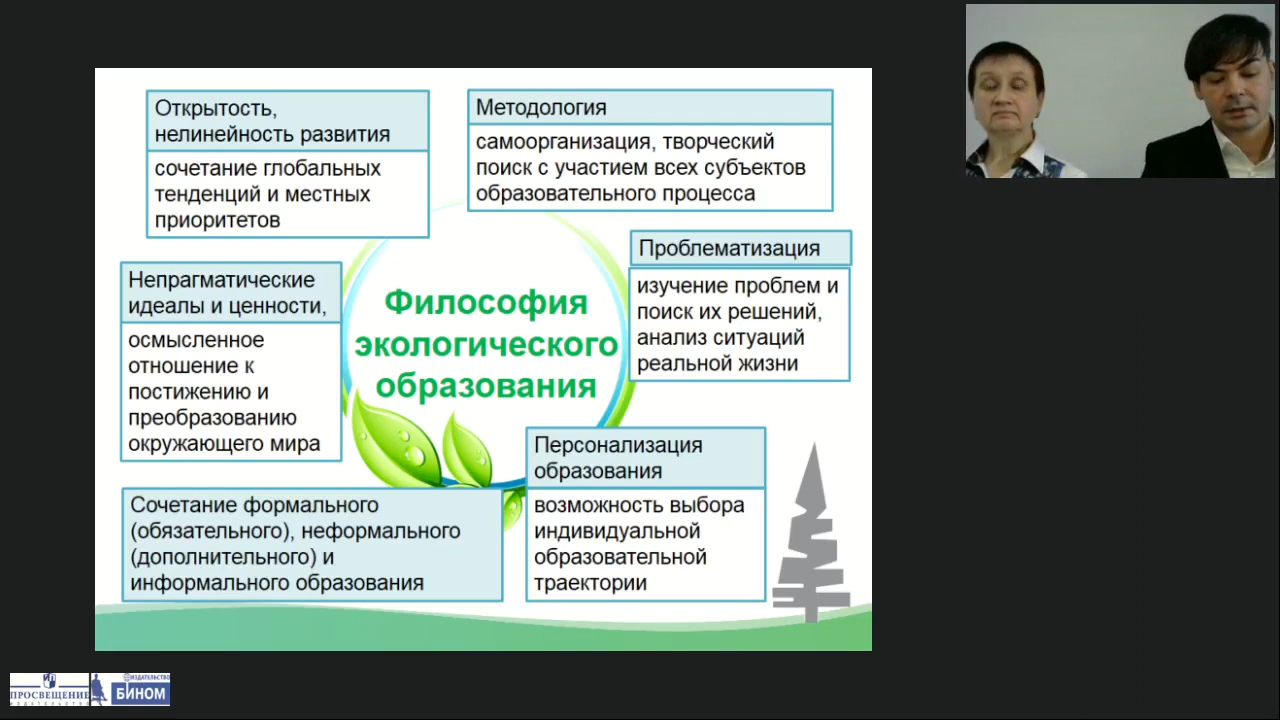 Открытость,
нелинейность развития
сочетание глобальных
тенденций и местных
приоритетов
Методология
самоорганизация, творческий
поиск с участием всех субъектов
образовательного процесса
Непрагматические
идеалы и ценности,
осмысленное
отношение к
постижению и
преобразованию
окружающего мира
Философия
экологического
образования
Проблематизация
изучение проблем и
поиск их решений,
анализ ситуаций
реальной жизни
Сочетание формального
(обязательного), неформального
(дополнительного) и
информального образования
Персонализация
образования
возможность выбора
индивидуальной
образовательной
траектории
ПРОСВЕЩЕНИЕ
ИЗДАТЕЛЬСТВО
ИЗДАТЕЛЬСТВО
БИНОМ